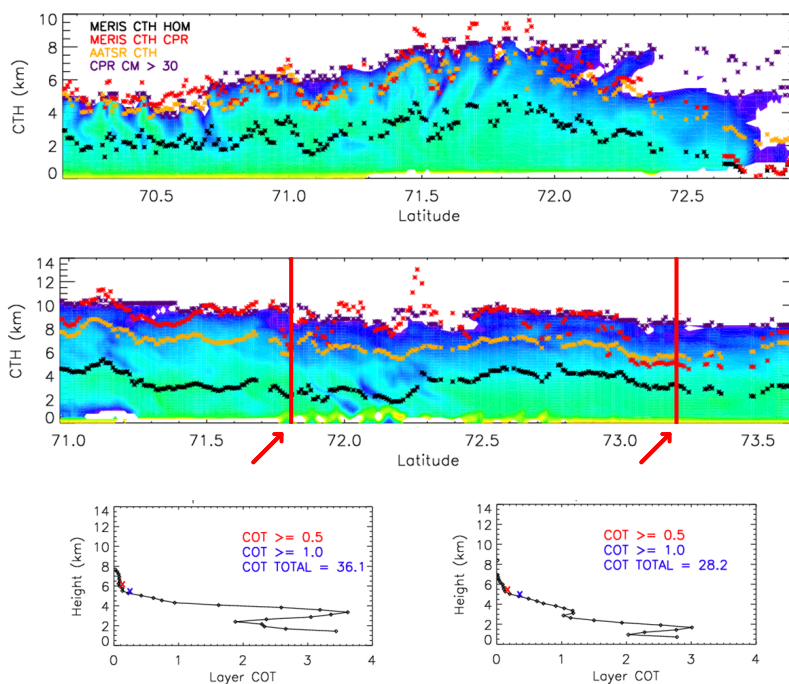 MERIS CTH HOM
MERIS CTH CPR
AATSR CTH
CPR CM > 30
10
8
6
4
2
0
CTH (km)
70.5 71.0 71.5 72.0 72.5
Latitude
14
12
10
8
6
4
2
0
CTH (km)
71.0 71.5 72.0 72.5 73.0 73.5
Latitude
14
12
10
8
6
4
2
0
Height (km)
COT >= 0.5
COT >= 1.0
COT TOTAL = 36.1
0 1 2 3 4
Layer COT
14
12
10
8
6
4
2
0
Height (km)
COT >= 0.5
COT >= 1.0
COT TOTAL = 28.2
0 1 2 3 4
Layer COT